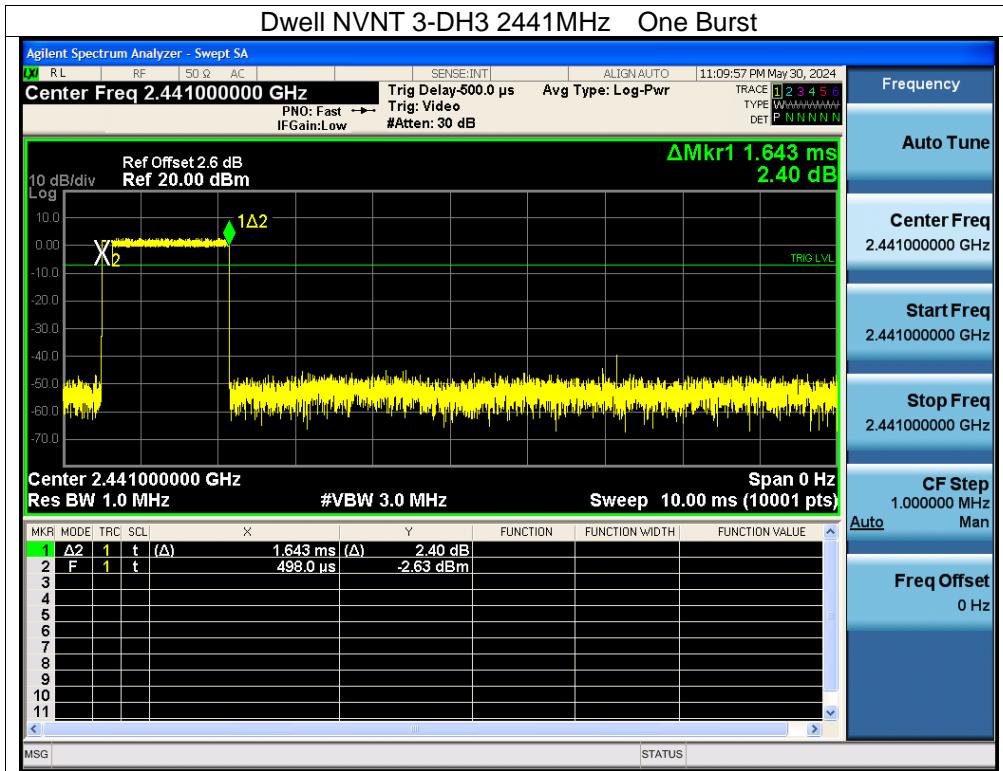 Dwell NVNT 3-DH3 2441MHz One Burst
Agilent Spectrum Analyzer - Swept SA
LXI RL RF 50 Ω AC SENSE:INT ALIGN AUTO 11:09:57 PM May 30, 2024
Center Freq 2.441000000 GHz
PNO: Fast
IFGain:Low
Trig Delay-500.0 µs
Trig: Video
#Atten: 30 dB
Avg Type: Log-Pwr
TRACE 1 2 3 4 5 6
TYPE WWWWWW
DET P N N N N N
ΔMkr1 1.643 ms
2.40 dB
Ref Offset 2.6 dB
10 dB/div Ref 20.00 dBm
Log
10.0
0.00
-10.0
-20.0
-30.0
-40.0
-50.0
-60.0
-70.0
1Δ2
2
TRIG LVL
Center 2.441000000 GHz Span 0 Hz
Res BW 1.0 MHz #VBW 3.0 MHz Sweep 10.00 ms (10001 pts)
MKR MODE TRC SCL X Y FUNCTION FUNCTION WIDTH FUNCTION VALUE
1 Δ2 1 t (Δ) 1.643 ms (Δ) 2.40 dB
2 F 1 t 498.0 µs -2.63 dBm
3
4
5
6
7
8
9
10
11
MSG STATUS
Frequency
Auto Tune
Center Freq
2.441000000 GHz
Start Freq
2.441000000 GHz
Stop Freq
2.441000000 GHz
CF Step
1.000000 MHz
Auto Man
Freq Offset
0 Hz